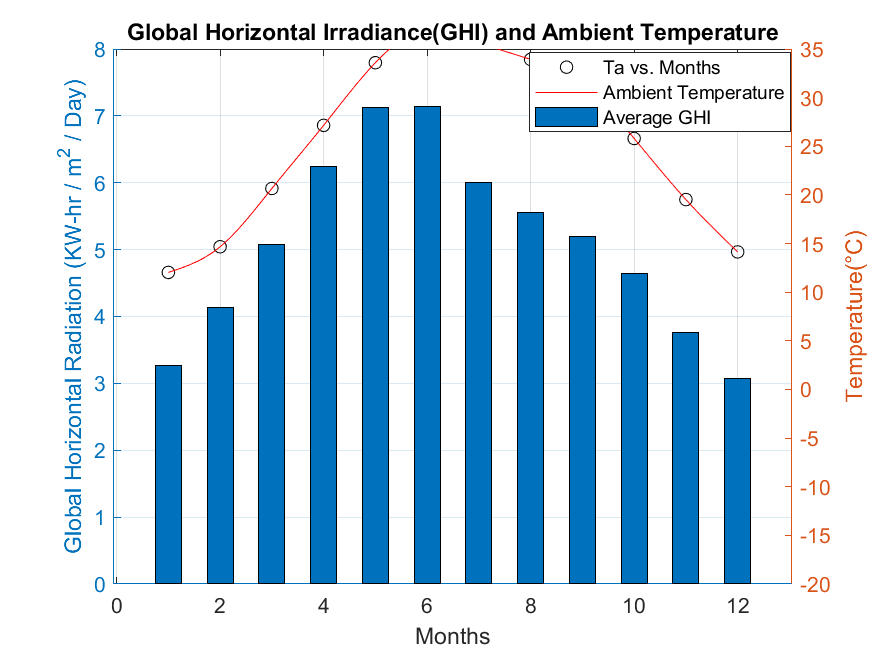 Global Horizontal Irradiance(GHI) and Ambient Temperature
Ta vs. Months
Ambient Temperature
Average GHI
Global Horizontal Radiation (KW-hr / m² / Day)
8
7
6
5
4
3
2
1
0
35
30
25
20
15
10
5
0
-5
-10
-15
-20
Temperature(°C)
0 2 4 6 8 10 12
Months